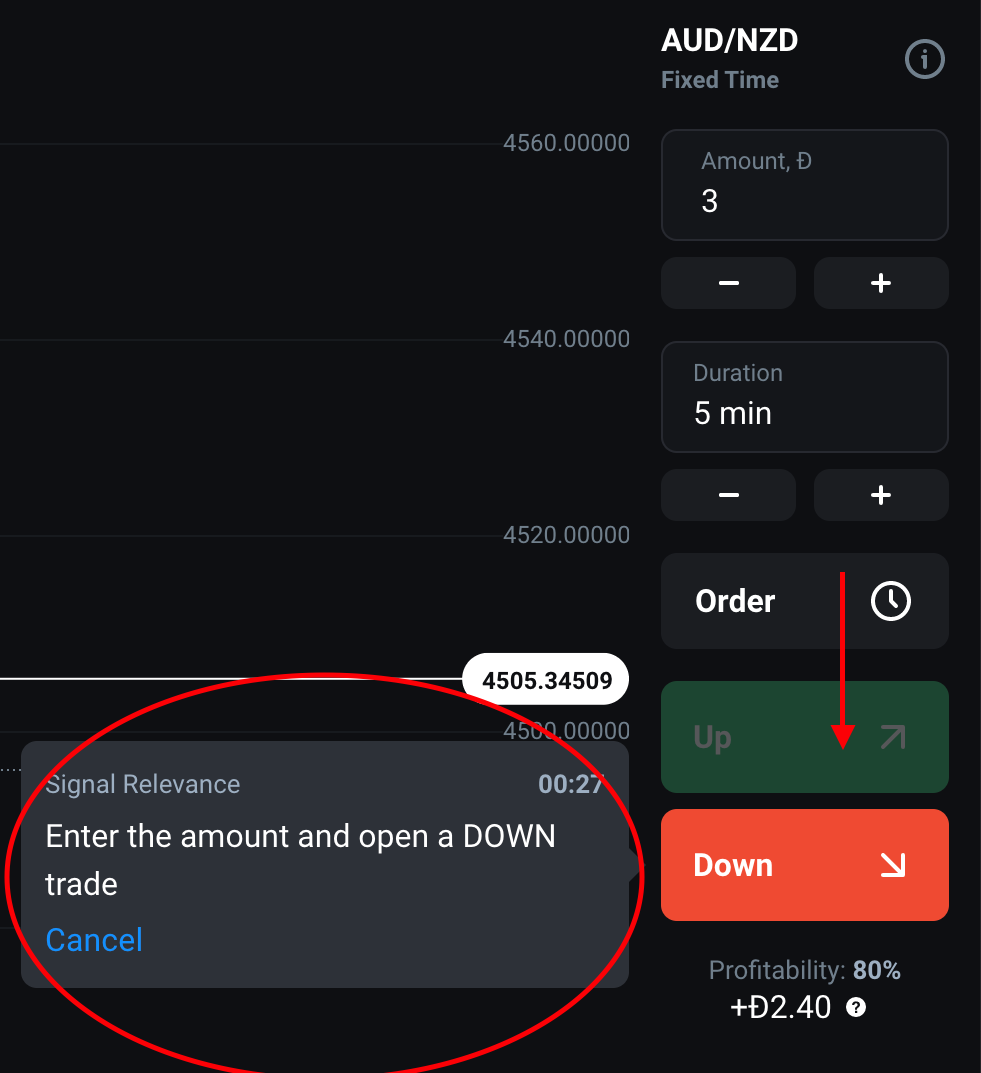 AUD/NZD
Fixed Time
4560.00000
Amount, Đ
3
4540.00000
Duration
5 min
4520.00000
Order
4505.34509
4500.00000
Up
Signal Relevance 00:27
Enter the amount and open a DOWN
trade
Cancel
Down
Profitability: 80%
+Đ2.40